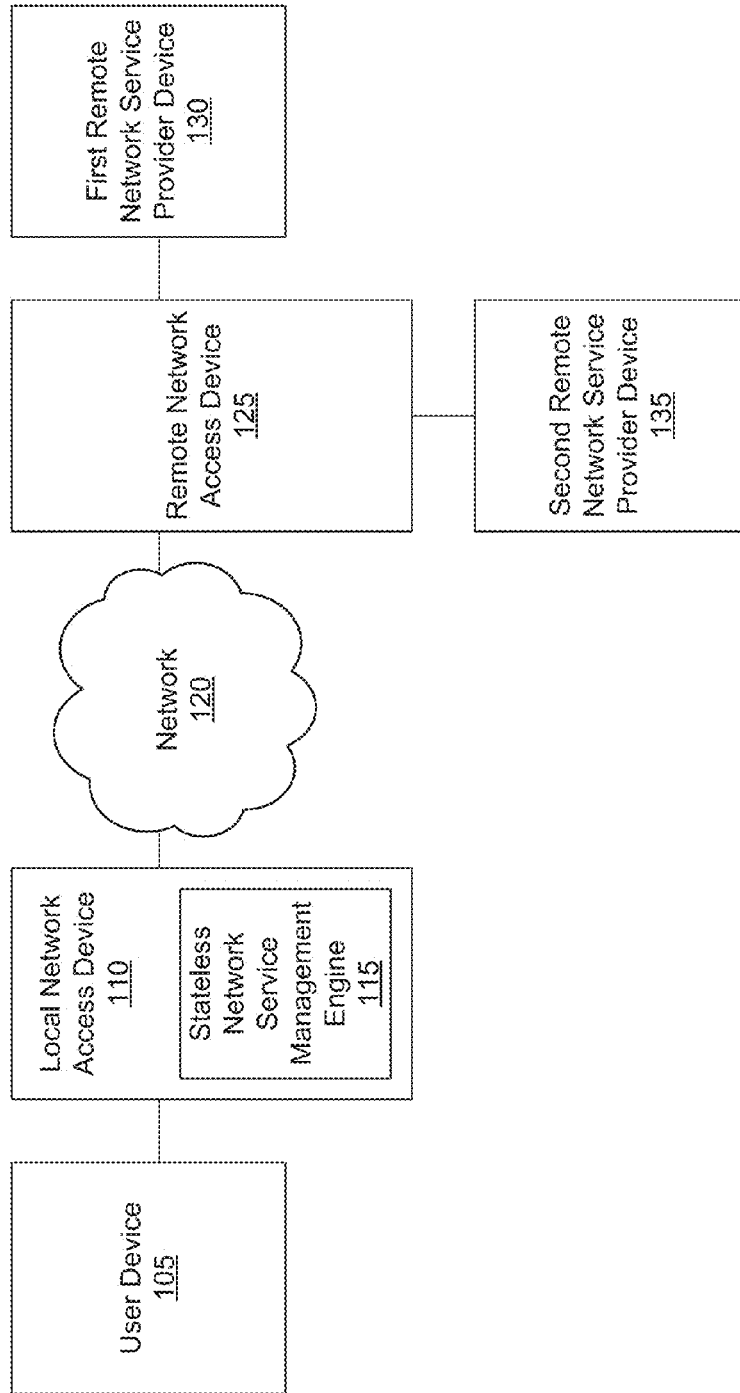 User Device
105
Local Network
Access Device
110
Stateless
Network
Service
Management
Engine
115
Network
120
Remote Network
Access Device
125
First Remote
Network Service
Provider Device
130
Second Remote
Network Service
Provider Device
135